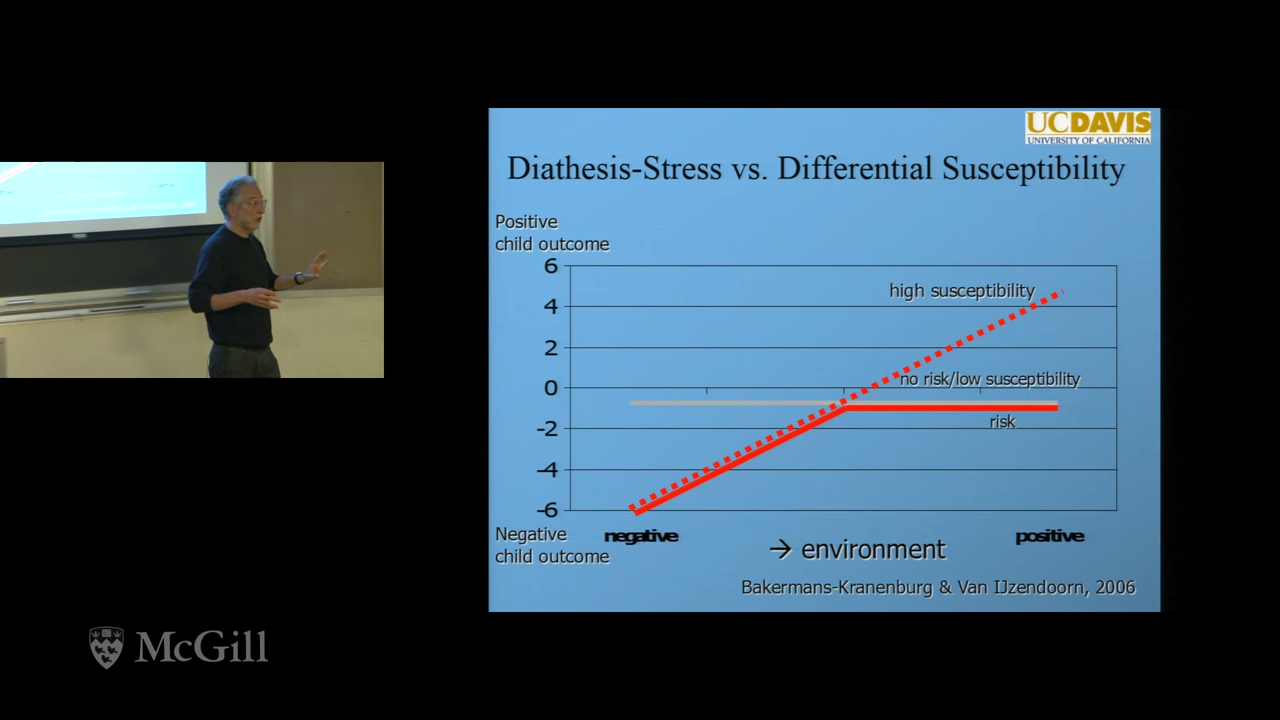 UCDAVIS
UNIVERSITY OF CALIFORNIA
Diathesis-Stress vs. Differential Susceptibility
Positive
child outcome
6
4
2
0
-2
-4
-6
high susceptibility
no risk/low susceptibility
risk
Negative
child outcome
negative
positive
→ environment
Bakermans-Kranenburg & Van IJzendoorn, 2006
McGill